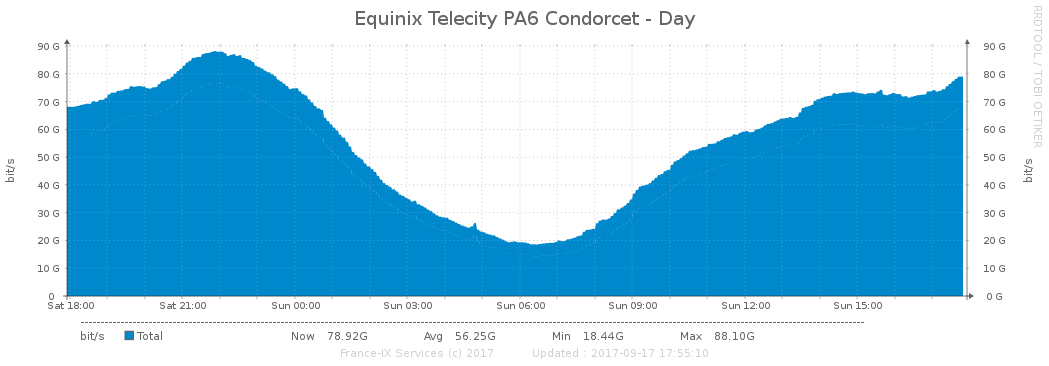 Equinix Telecity PA6 Condorcet - Day
RRDTOOL / TOBI OETIKER
90 G 90 G
80 G 80 G
70 G 70 G
60 G 60 G
50 G 50 G
40 G 40 G
30 G 30 G
20 G 20 G
10 G 10 G
0 0 G
bit/s bit/s
Sat 18:00 Sat 21:00 Sun 00:00 Sun 03:00 Sun 06:00 Sun 09:00 Sun 12:00 Sun 15:00
bit/s Total Now 78.92G Avg 56.25G Min 18.44G Max 88.10G
France-IX Services (c) 2017 Updated : 2017-09-17 17:55:10